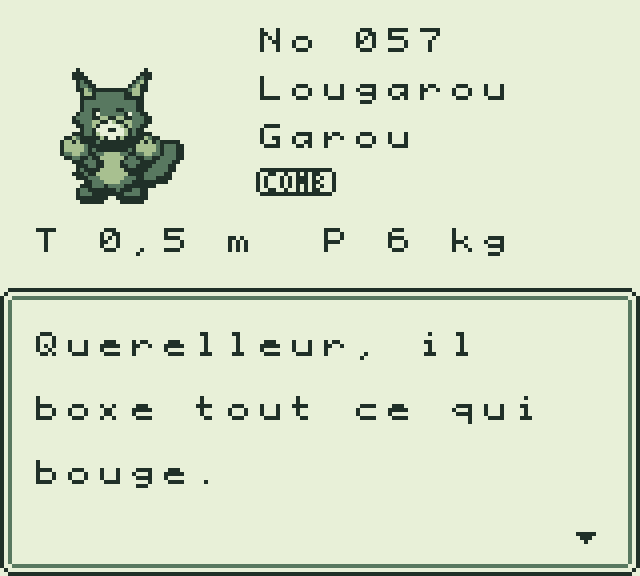 No 057
Lougarou
Garou
COMB
T 0,5 m P 6 kg
Querelleur, il
boxe tout ce qui
bouge.